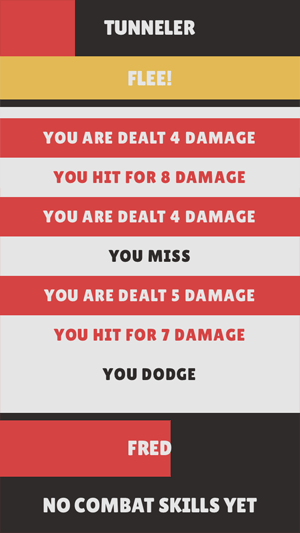 TUNNELER
FLEE!
YOU ARE DEALT 4 DAMAGE
YOU HIT FOR 8 DAMAGE
YOU ARE DEALT 4 DAMAGE
YOU MISS
YOU ARE DEALT 5 DAMAGE
YOU HIT FOR 7 DAMAGE
YOU DODGE
FRED
NO COMBAT SKILLS YET